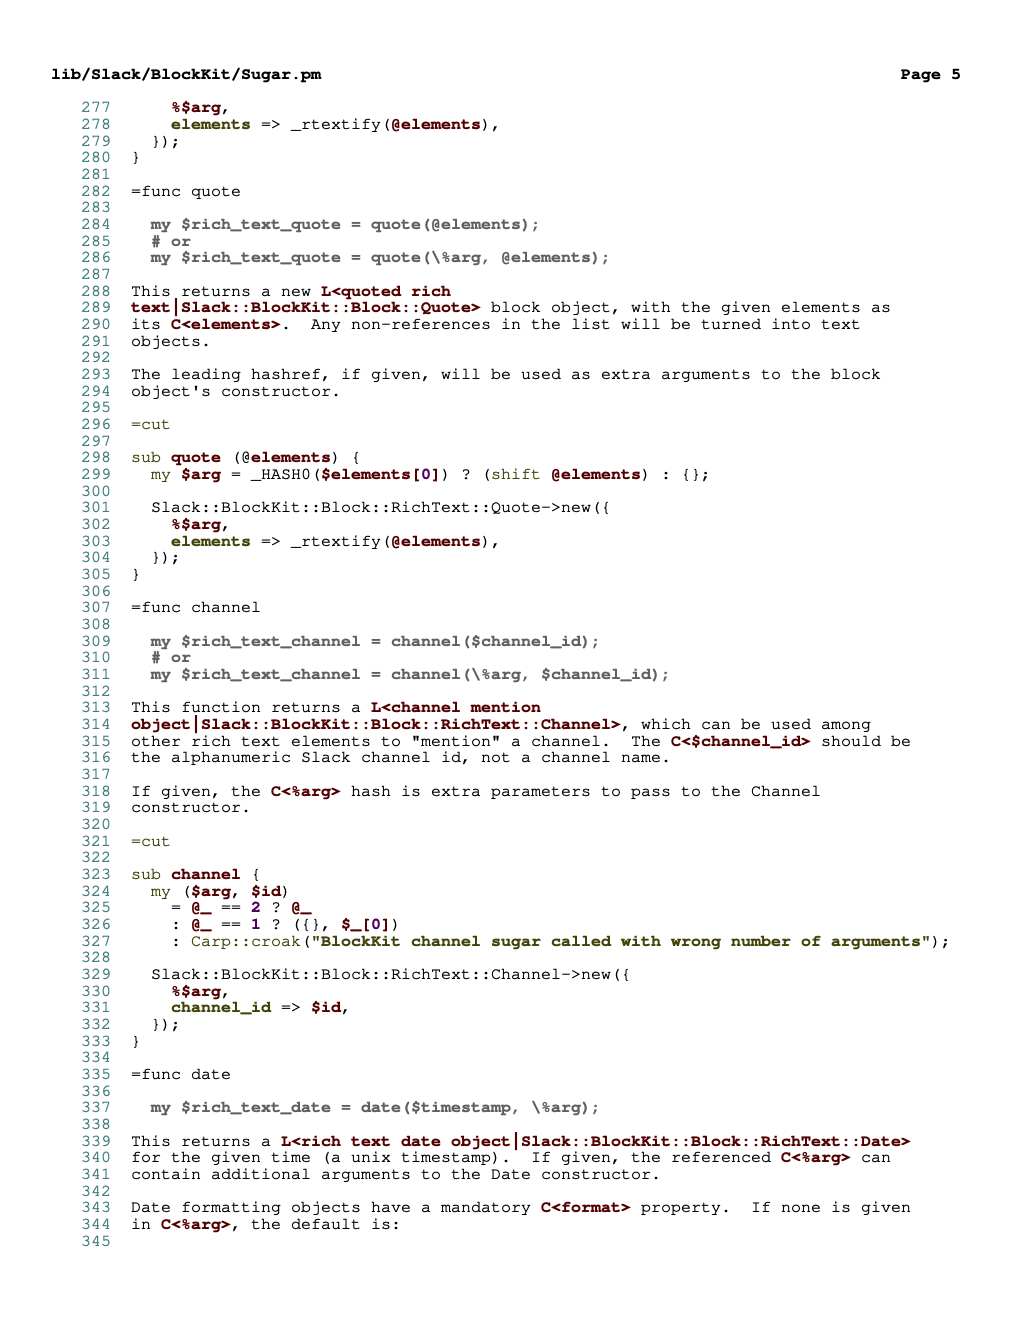 lib/Slack/BlockKit/Sugar.pm Page 5
277       %$arg,
278       elements => _rtextify(@elements),
279     });
280   }
281
282   =func quote
283
284     my $rich_text_quote = quote(@elements);
285     # or
286     my $rich_text_quote = quote(\%arg, @elements);
287
288   This returns a new L<quoted rich
289   text|Slack::BlockKit::Block::Quote> block object, with the given elements as
290   its C<elements>.  Any non-references in the list will be turned into text
291   objects.
292
293   The leading hashref, if given, will be used as extra arguments to the block
294   object's constructor.
295
296   =cut
297
298   sub quote (@elements) {
299     my $arg = _HASH0($elements[0]) ? (shift @elements) : {};
300
301     Slack::BlockKit::Block::RichText::Quote->new({
302       %$arg,
303       elements => _rtextify(@elements),
304     });
305   }
306
307   =func channel
308
309     my $rich_text_channel = channel($channel_id);
310     # or
311     my $rich_text_channel = channel(\%arg, $channel_id);
312
313   This function returns a L<channel mention
314   object|Slack::BlockKit::Block::RichText::Channel>, which can be used among
315   other rich text elements to "mention" a channel.  The C<$channel_id> should be
316   the alphanumeric Slack channel id, not a channel name.
317
318   If given, the C<%arg> hash is extra parameters to pass to the Channel
319   constructor.
320
321   =cut
322
323   sub channel {
324     my ($arg, $id)
325       = @_ == 2 ? @_
326       : @_ == 1 ? ({}, $_[0])
327       : Carp::croak("BlockKit channel sugar called with wrong number of arguments");
328
329     Slack::BlockKit::Block::RichText::Channel->new({
330       %$arg,
331       channel_id => $id,
332     });
333   }
334
335   =func date
336
337     my $rich_text_date = date($timestamp, \%arg);
338
339   This returns a L<rich text date object|Slack::BlockKit::Block::RichText::Date>
340   for the given time (a unix timestamp).  If given, the referenced C<%arg> can
341   contain additional arguments to the Date constructor.
342
343   Date formatting objects have a mandatory C<format> property.  If none is given
344   in C<%arg>, the default is:
345